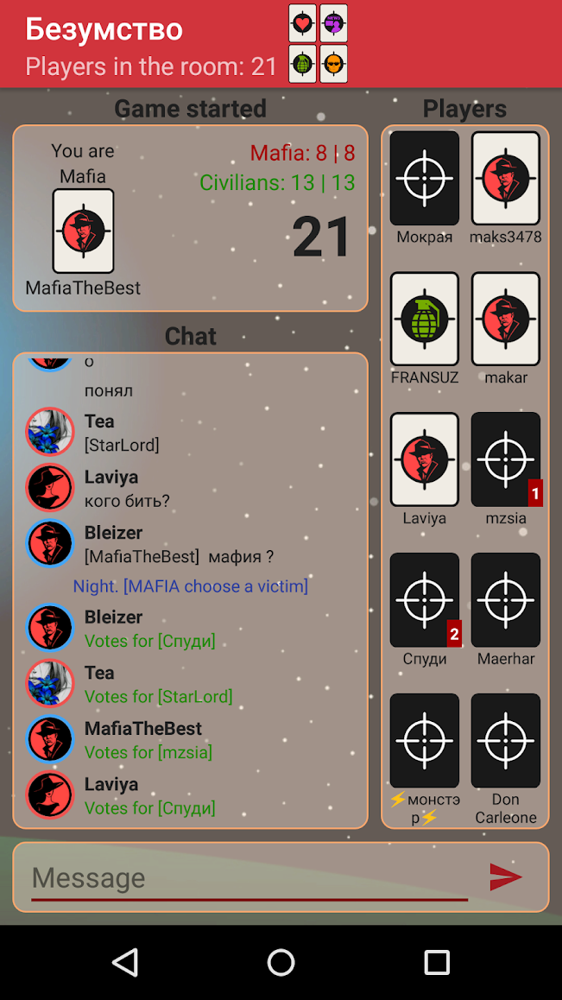 Безумство
Players in the room: 21
NEWS
Game started
You are
Mafia
MafiaTheBest
Mafia: 8 | 8
Civilians: 13 | 13
21
Chat
о
понял
Tea
[StarLord]
Laviya
кого бить?
Bleizer
[MafiaTheBest] мафия ?
Night. [MAFIA choose a victim]
Bleizer
Votes for [Спуди]
Tea
Votes for [StarLord]
MafiaTheBest
Votes for [mzsia]
Laviya
Votes for [Спуди]
Players
Мокрая
maks3478
FRANSUZ
makar
Laviya
1
mzsia
2
Спуди
Maerhar
⚡монстэ
р⚡
Don
Carleone
Message